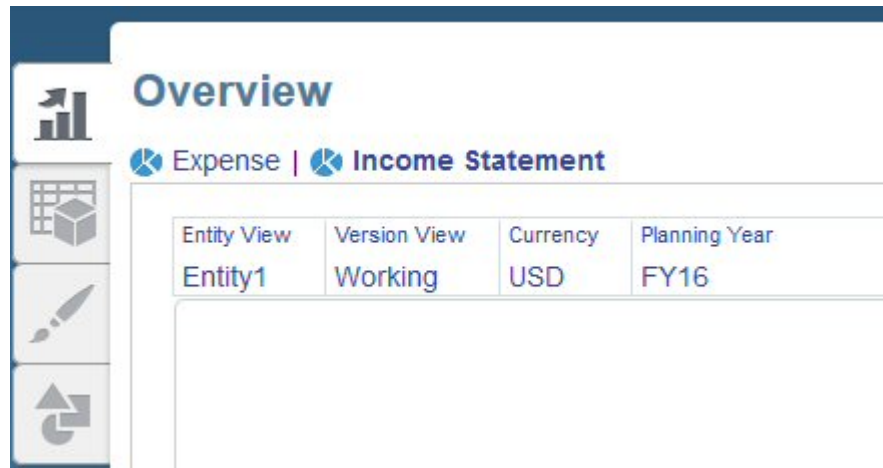 Overview
Expense | Income Statement
Entity View Version View Currency Planning Year
Entity1 Working USD FY16